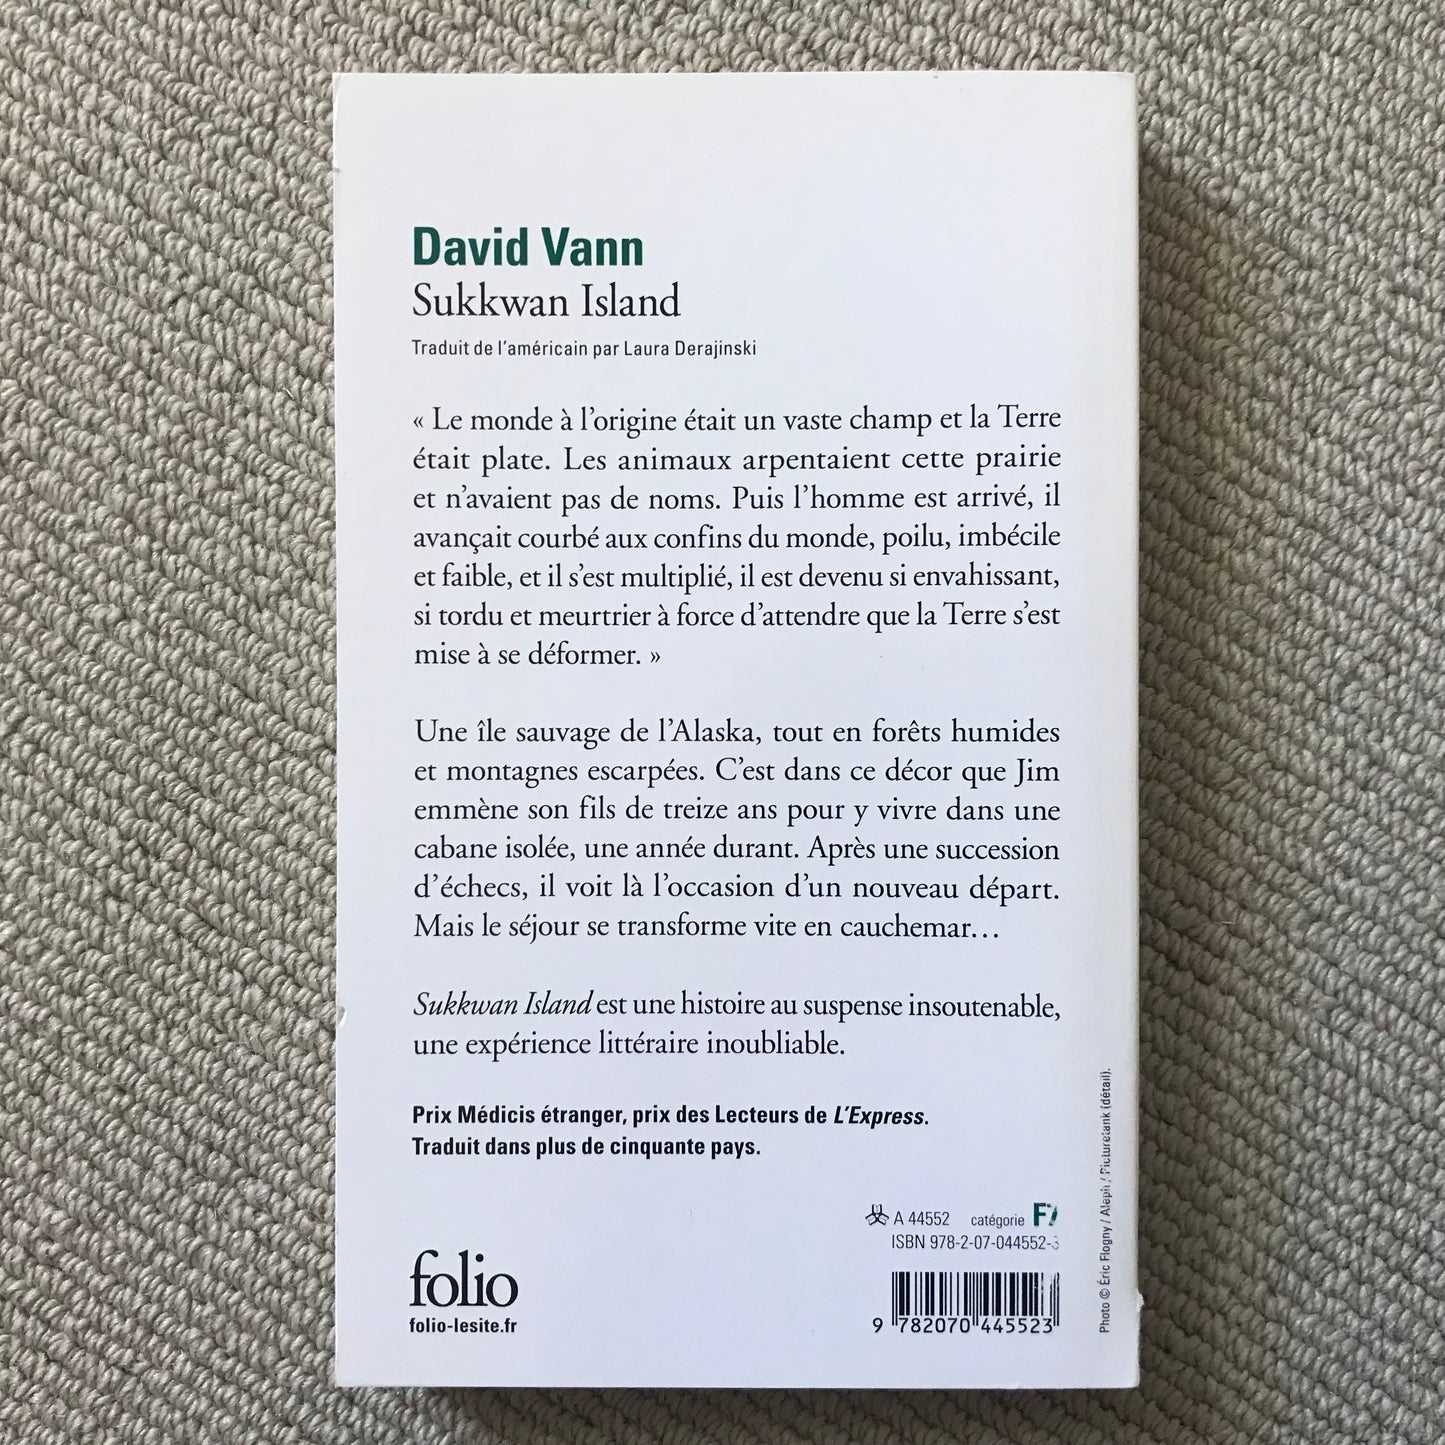 David Vann
Sukkwan Island
Traduit de l'américain par Laura Derajinski
« Le monde à l'origine était un vaste champ et la Terre
était plate. Les animaux arpentaient cette prairie
et n'avaient pas de noms. Puis l'homme est arrivé, il
avançait courbé aux confins du monde, poilu, imbécile
et faible, et il s'est multiplié, il est devenu si envahissant,
si tordu et meurtrier à force d'attendre que la Terre s'est
mise à se déformer. »
Une île sauvage de l'Alaska, tout en forêts humides
et montagnes escarpées. C'est dans ce décor que Jim
emmène son fils de treize ans pour y vivre dans une
cabane isolée, une année durant. Après une succession
d'échecs, il voit là l'occasion d'un nouveau départ.
Mais le séjour se transforme vite en cauchemar…
Sukkwan Island est une histoire au suspense insoutenable,
une expérience littéraire inoubliable.
Prix Médicis étranger, prix des Lecteurs de L'Express.
Traduit dans plus de cinquante pays.
A 44552 catégorie
ISBN 978-2-07-044552-3
folio
folio-lesite.fr
9 782070 445523
Photo © Éric Flogny / Aleph / Picturetank (détail).